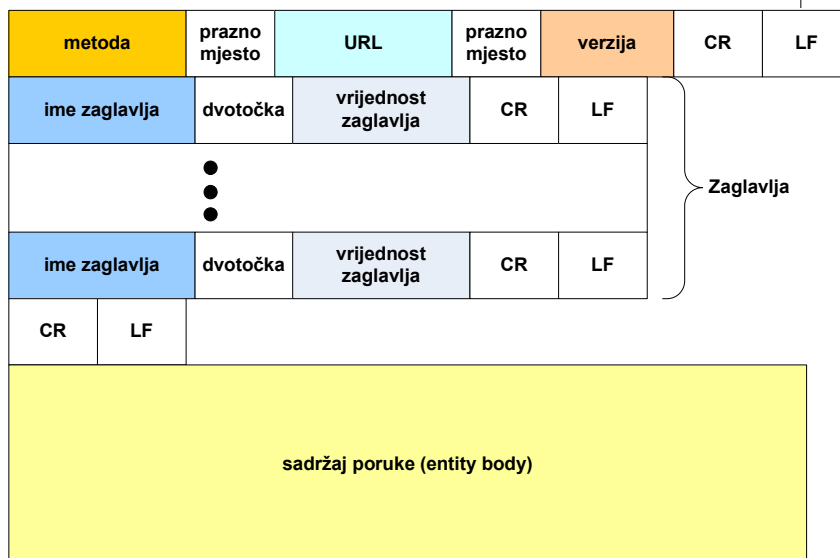 metoda
prazno
mjesto
URL
prazno
mjesto
verzija
CR
LF
ime zaglavlja
dvotočka
vrijednost
zaglavlja
CR
LF
Zaglavlja
ime zaglavlja
dvotočka
vrijednost
zaglavlja
CR
LF
CR
LF
sadržaj poruke (entity body)